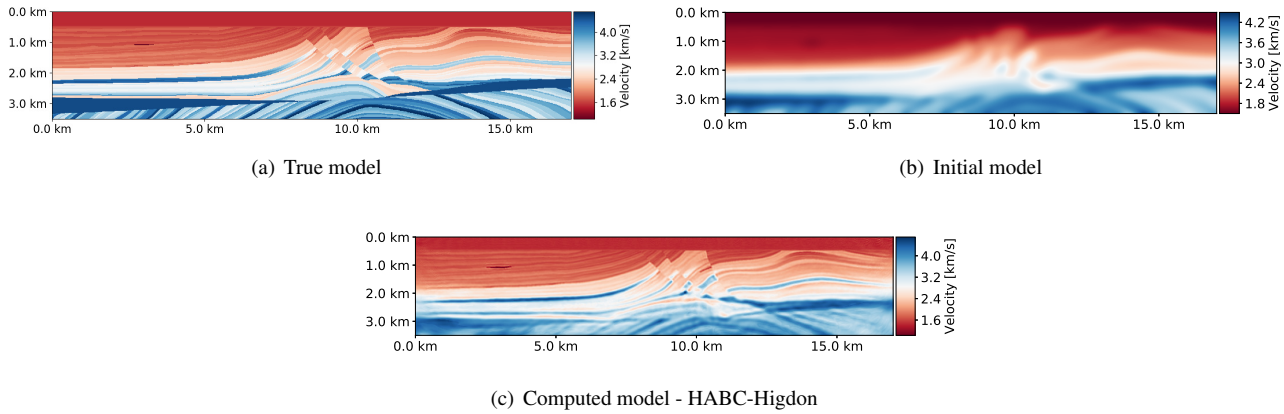 0.0 km
1.0 km
2.0 km
3.0 km
0.0 km 5.0 km 10.0 km 15.0 km
4.0
3.2
2.4
1.6
Velocity [km/s]
(a) True model
0.0 km
1.0 km
2.0 km
3.0 km
0.0 km 5.0 km 10.0 km 15.0 km
4.2
3.6
3.0
2.4
1.8
Velocity [km/s]
(b) Initial model
0.0 km
1.0 km
2.0 km
3.0 km
0.0 km 5.0 km 10.0 km 15.0 km
4.0
3.2
2.4
1.6
Velocity [km/s]
(c) Computed model - HABC-Higdon